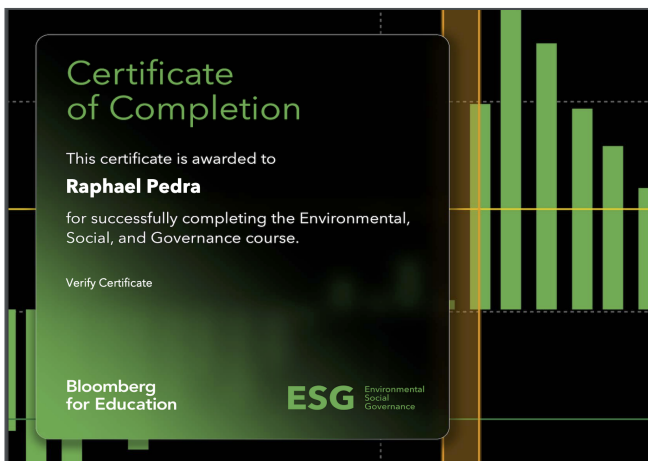 Certificate
of Completion
This certificate is awarded to
Raphael Pedra
for successfully completing the Environmental,
Social, and Governance course.
Verify Certificate
Bloomberg
for Education
ESG
Environmental
Social
Governance